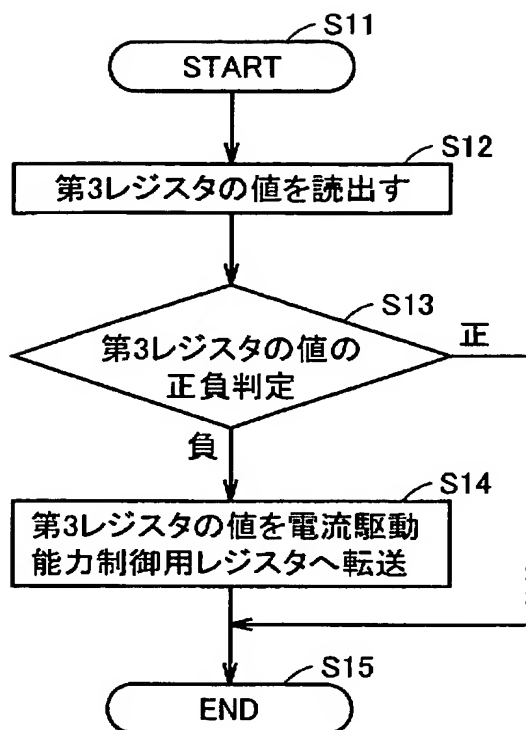 S11
START
S12
第3レジスタの値を読出す
S13
第3レジスタの値の
正負判定
正
負
S14
第3レジスタの値を電流駆動
能力制御用レジスタへ転送
S15
END